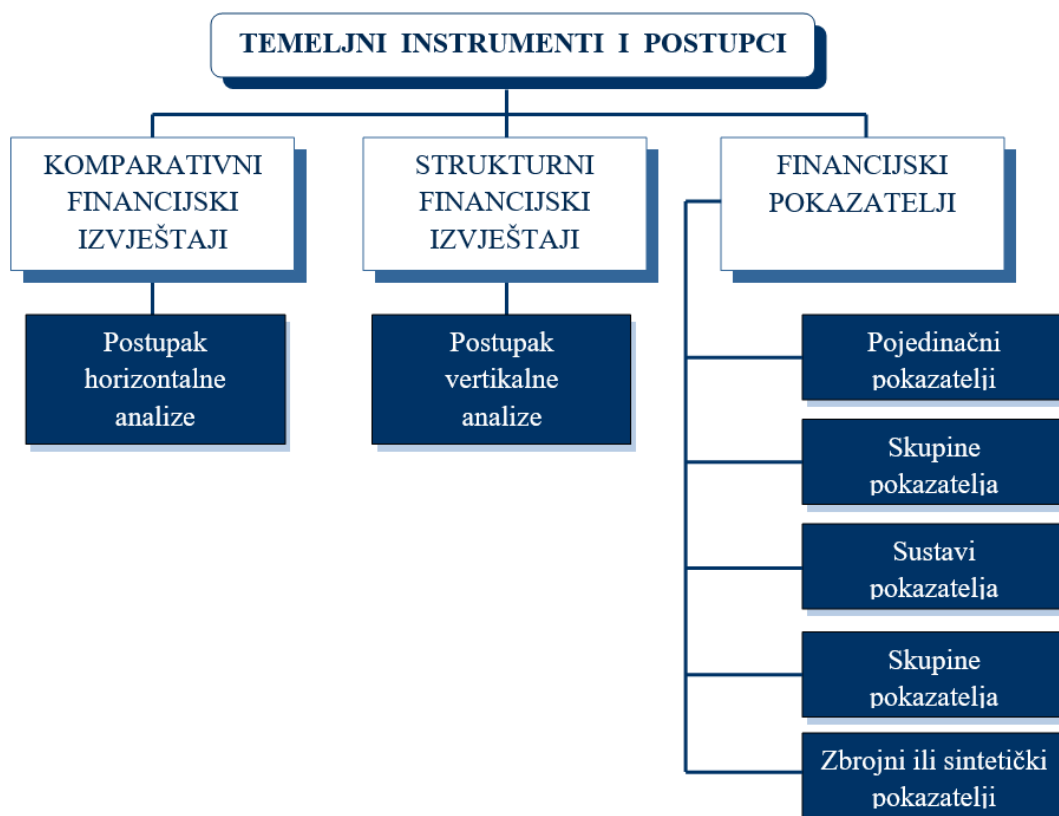 TEMELJNI INSTRUMENTI I POSTUPCI
KOMPARATIVNI
FINANCIJSKI
IZVJEŠTAJI
STRUKTURNI
FINANCIJSKI
IZVJEŠTAJI
FINANCIJSKI
POKAZATELJI
Postupak
horizontalne
analize
Postupak
vertikalne
analize
Pojedinačni
pokazatelji
Skupine
pokazatelja
Sustavi
pokazatelja
Skupine
pokazatelja
Zbrojni ili sintetički
pokazatelji